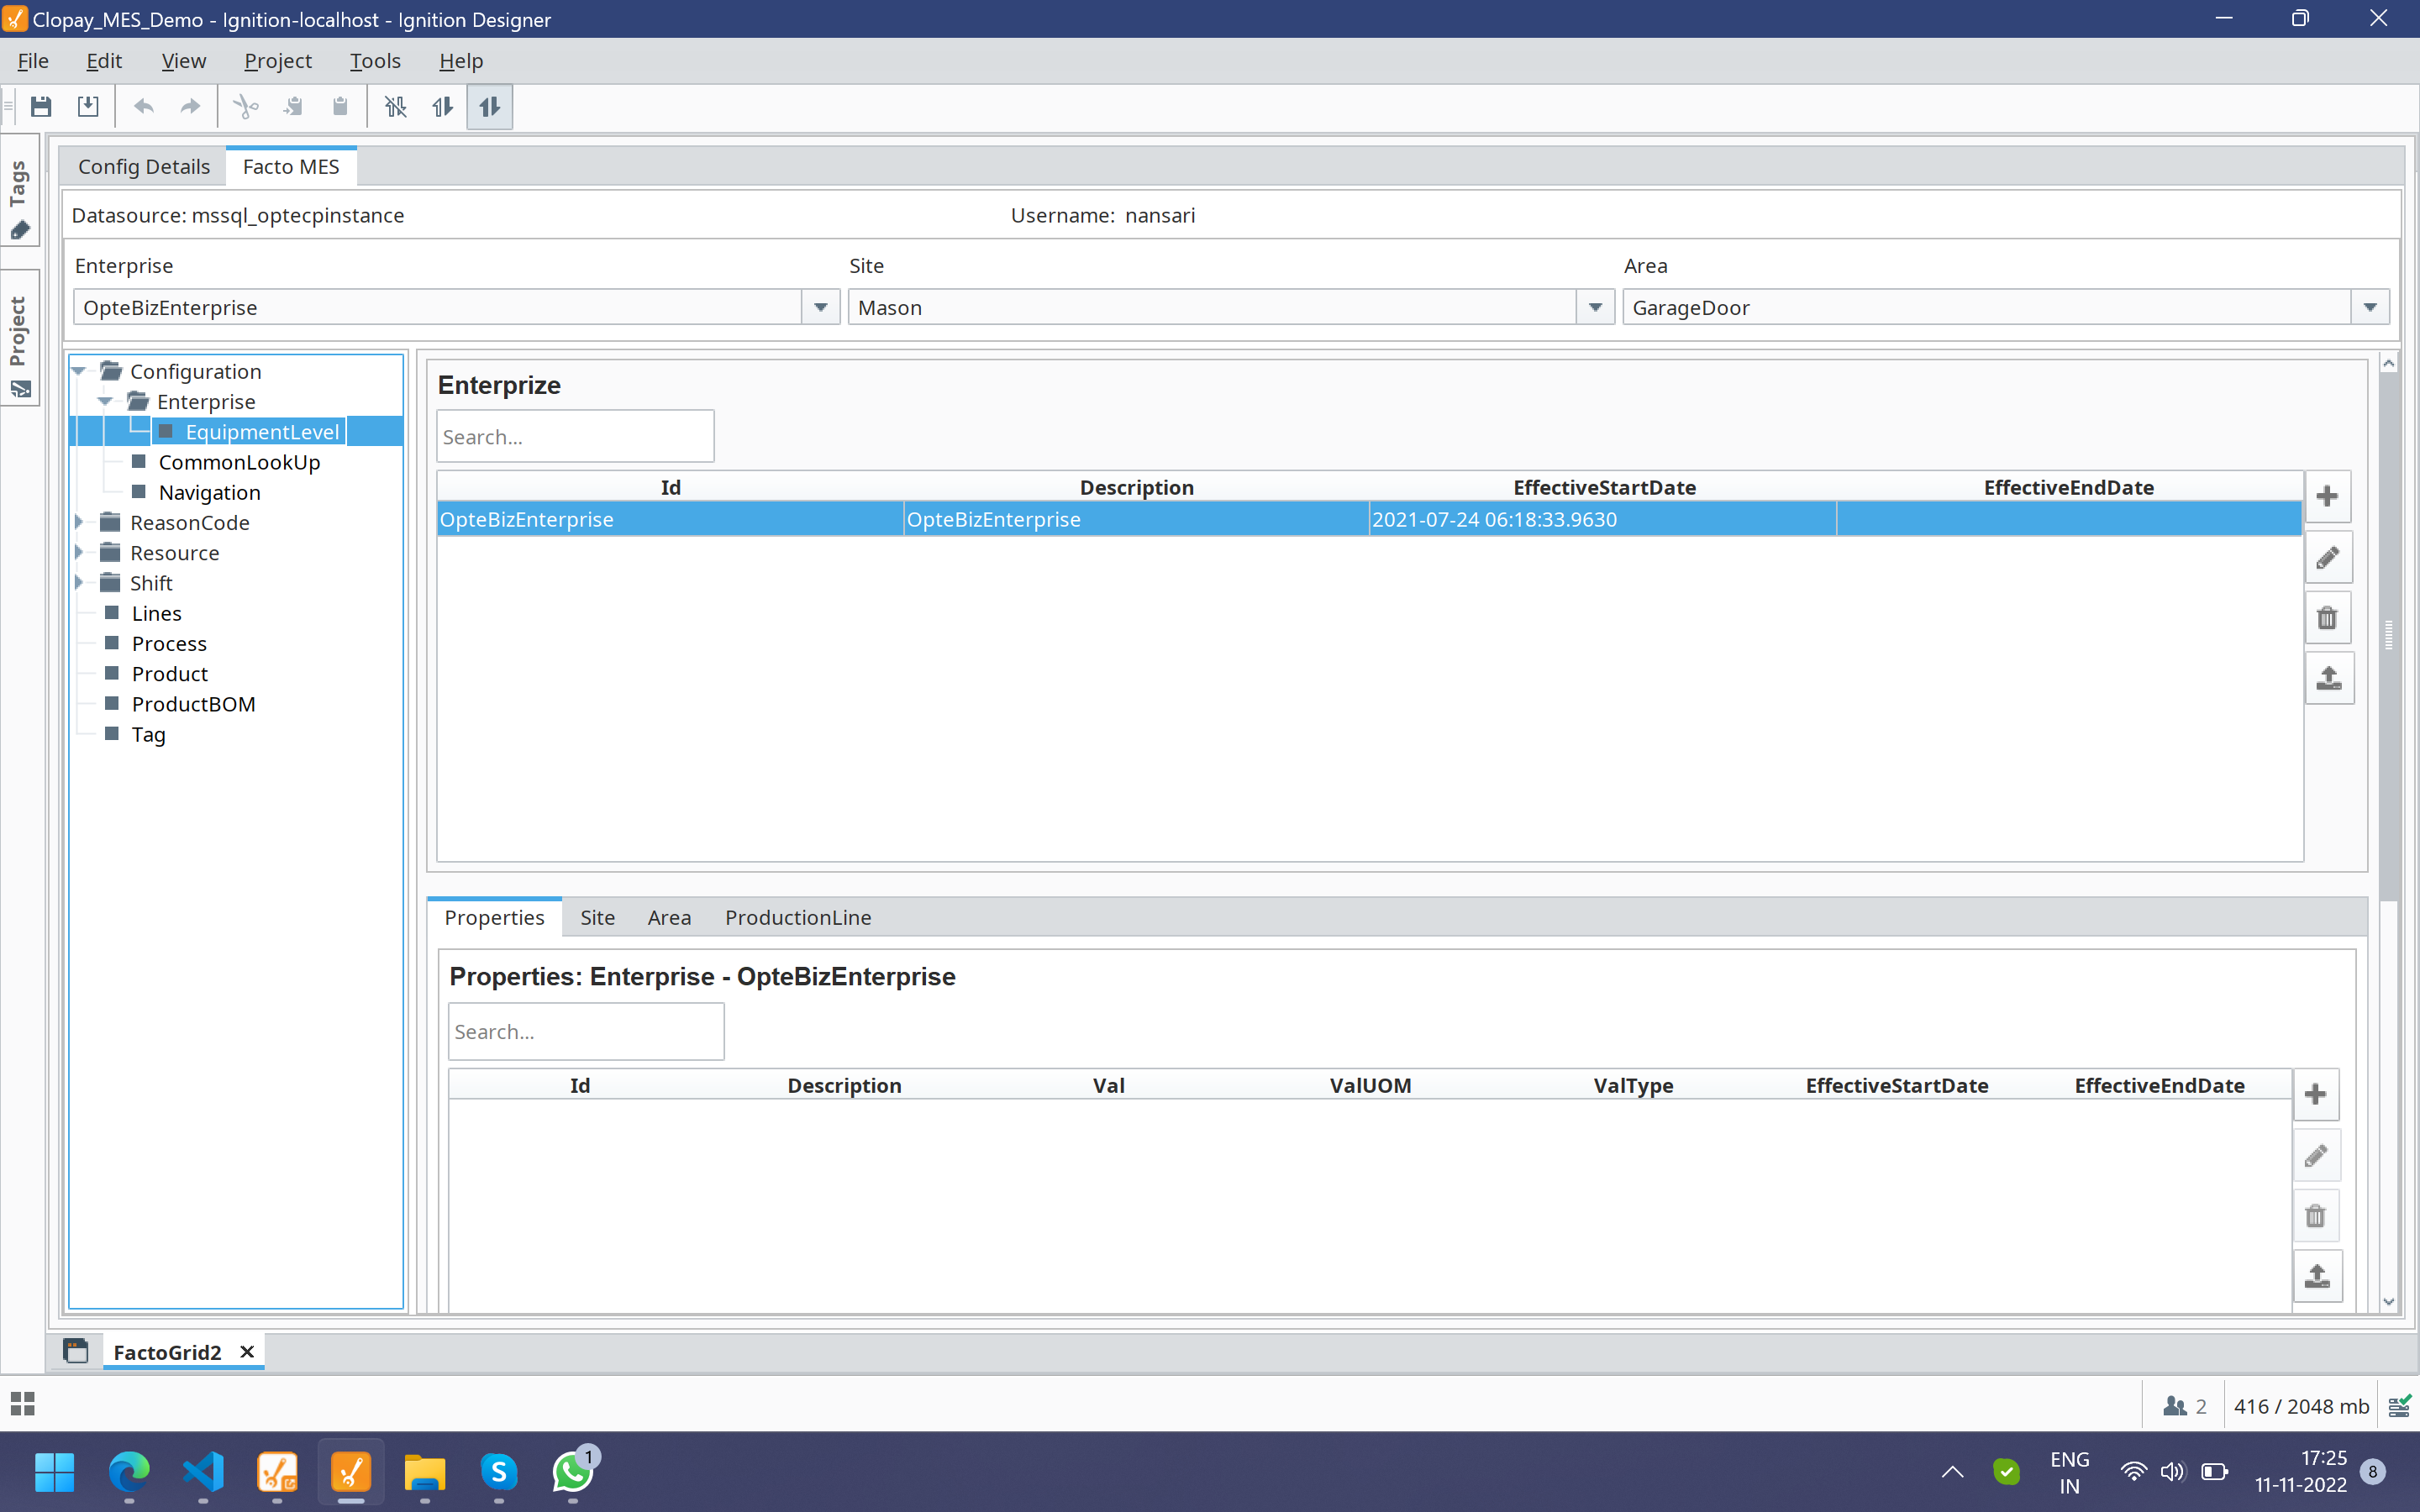 Clopay_MES_Demo - Ignition-localhost - Ignition Designer
File Edit View Project Tools Help
Tags
Project
Config Details Facto MES
Datasource: mssql_optecpinstance Username: nansari
Enterprise Site Area
OpteBizEnterprise Mason GarageDoor
Configuration
Enterprise
EquipmentLevel
CommonLookUp
Navigation
ReasonCode
Resource
Shift
Lines
Process
Product
ProductBOM
Tag
Enterprize
Search...
Id Description EffectiveStartDate EffectiveEndDate
OpteBizEnterprise OpteBizEnterprise 2021-07-24 06:18:33.9630
Properties Site Area ProductionLine
Properties: Enterprise - OpteBizEnterprise
Search...
Id Description Val ValUOM ValType EffectiveStartDate EffectiveEndDate
FactoGrid2
2 416 / 2048 mb
S 1 ENG
IN
17:25
11-11-2022
8